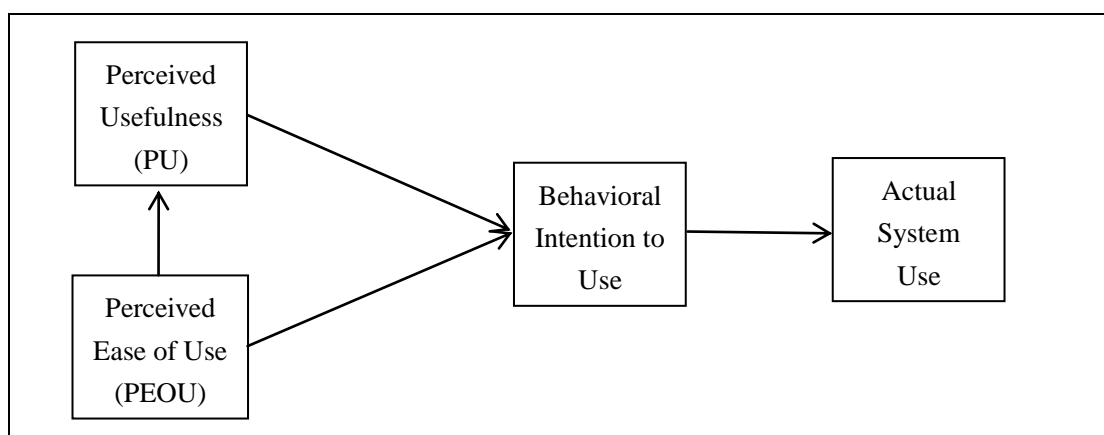 Perceived
Usefulness
(PU)
Perceived
Ease of Use
(PEOU)
Behavioral
Intention to
Use
Actual
System
Use